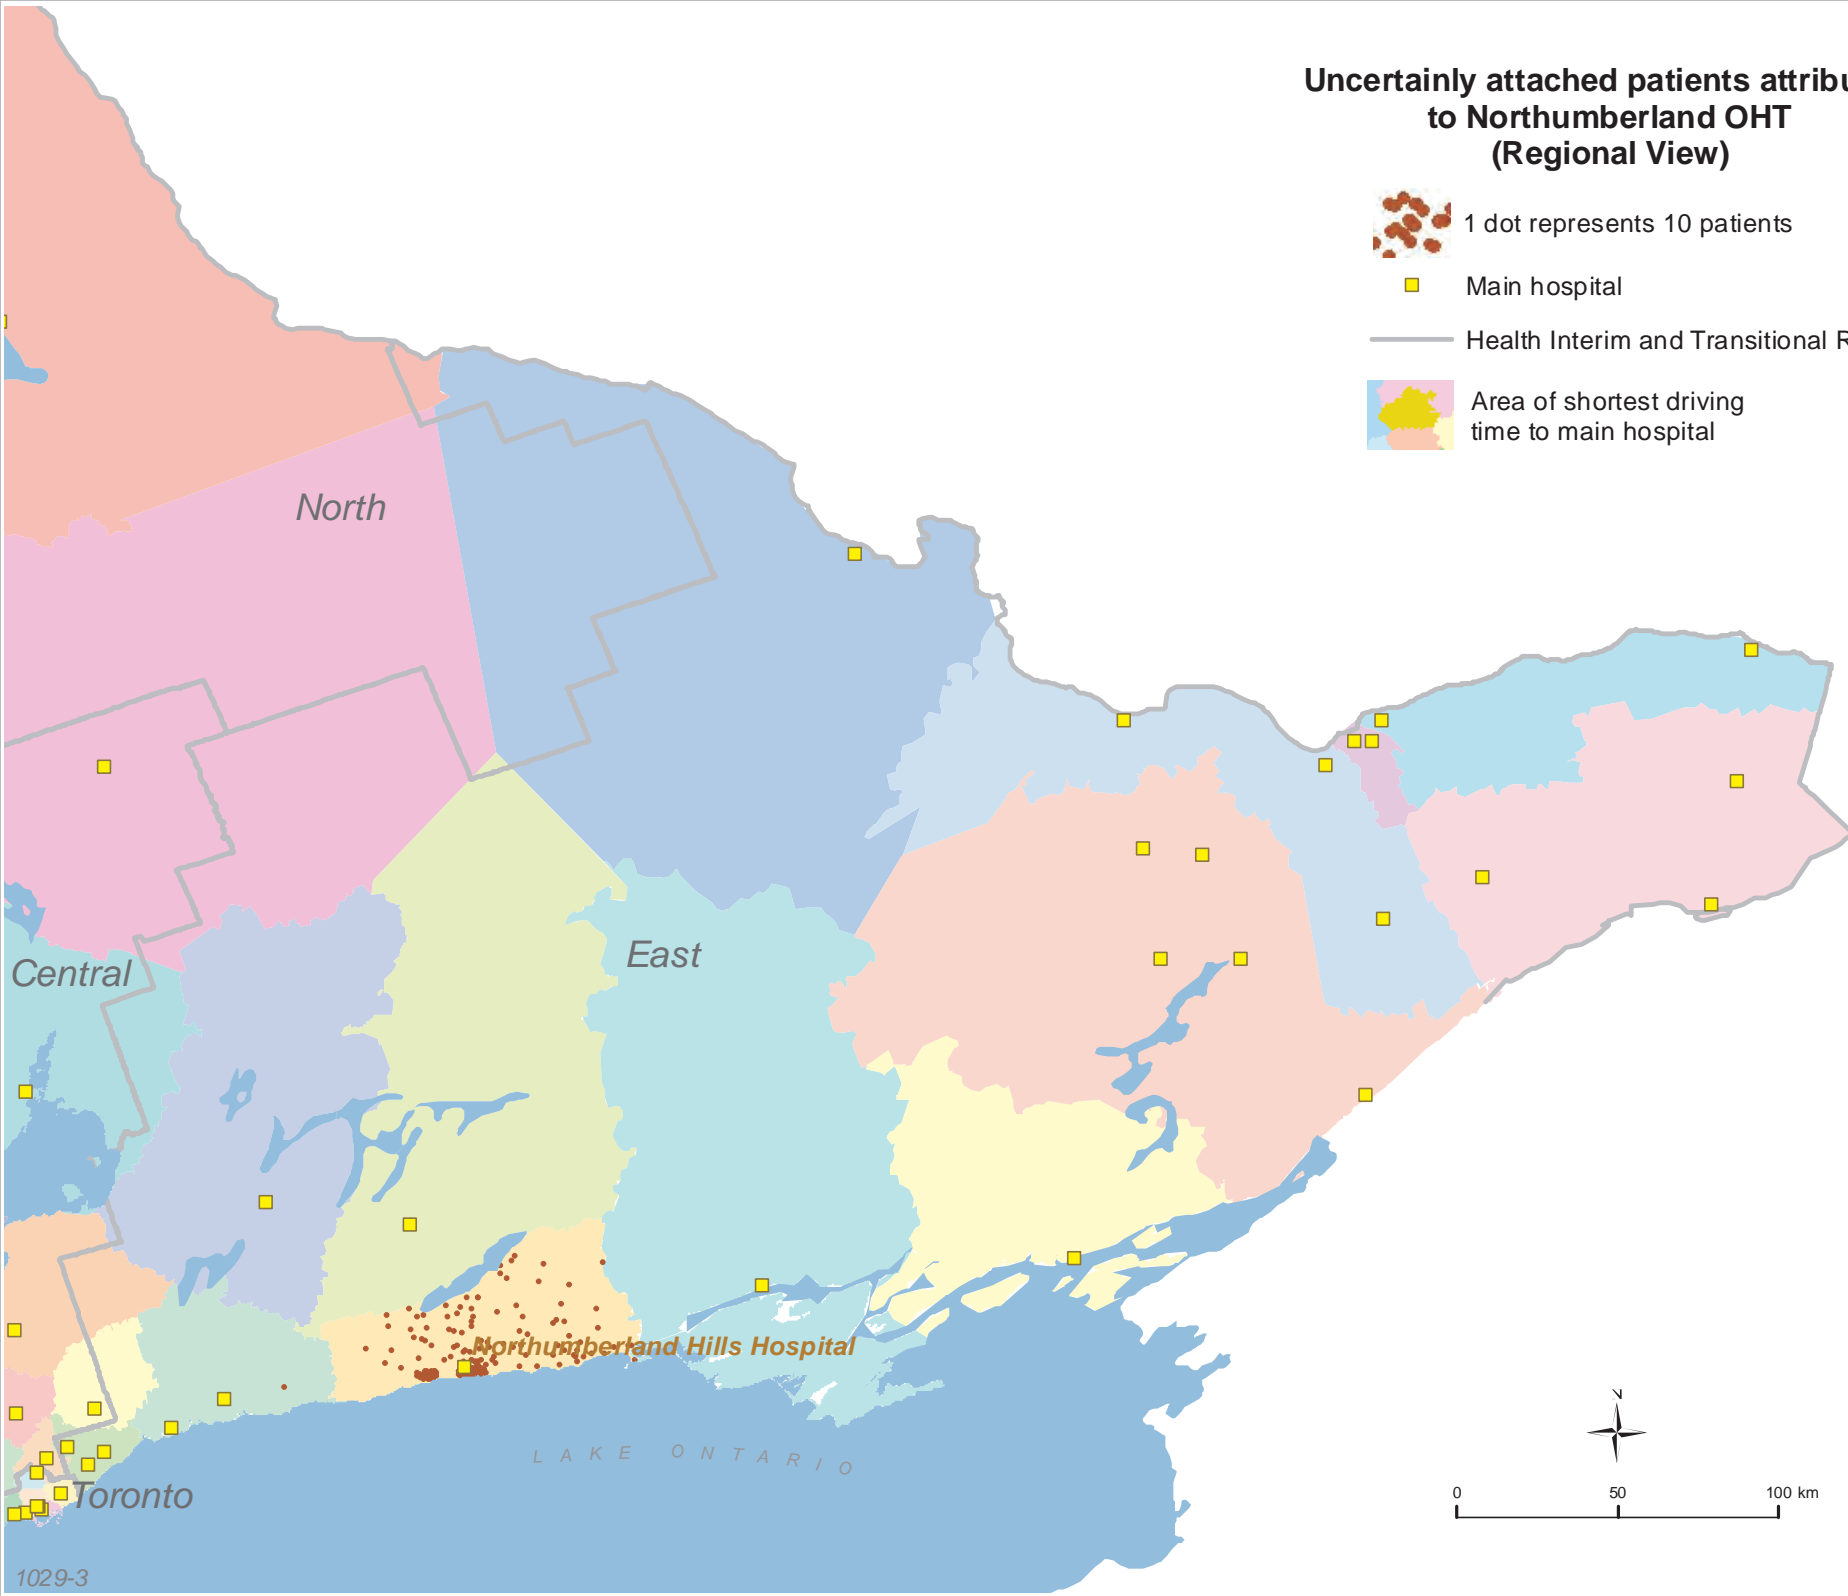 Uncertainly attached patients
to Northumberland OHT
(Regional View)
1 dot represents 10 patients
Main hospital
Health Interim and Transitional
Area of shortest driving
time to main hospital
North
East
Central
Northumberland Hills Hospital
LAKE ONTARIO
Toronto
N
0 50 100 km
1029-3